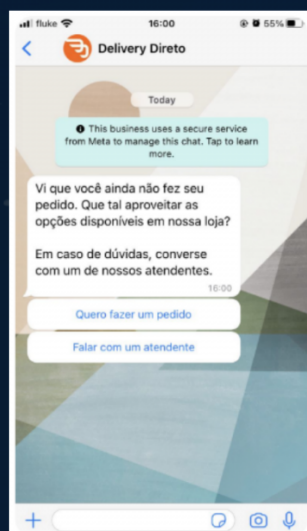 fluke
16:00
55%
Delivery Direto
Today
This business uses a secure service
from Meta to manage this chat. Tap to learn
more.
Vi que você ainda não fez seu
pedido. Que tal aproveitar as
opções disponíveis em nossa loja?
Em caso de dúvidas, converse
com um de nossos atendentes.
16:00
Quero fazer um pedido
Falar com um atendente